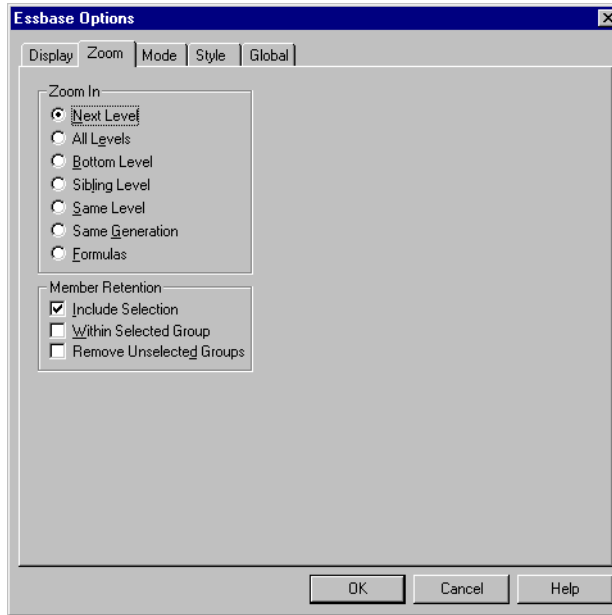 Essbase Options
Display Zoom Mode Style Global
Zoom In
Next Level
All Levels
Bottom Level
Sibling Level
Same Level
Same Generation
Formulas
Member Retention
Include Selection
Within Selected Group
Remove Unselected Groups
OK Cancel Help